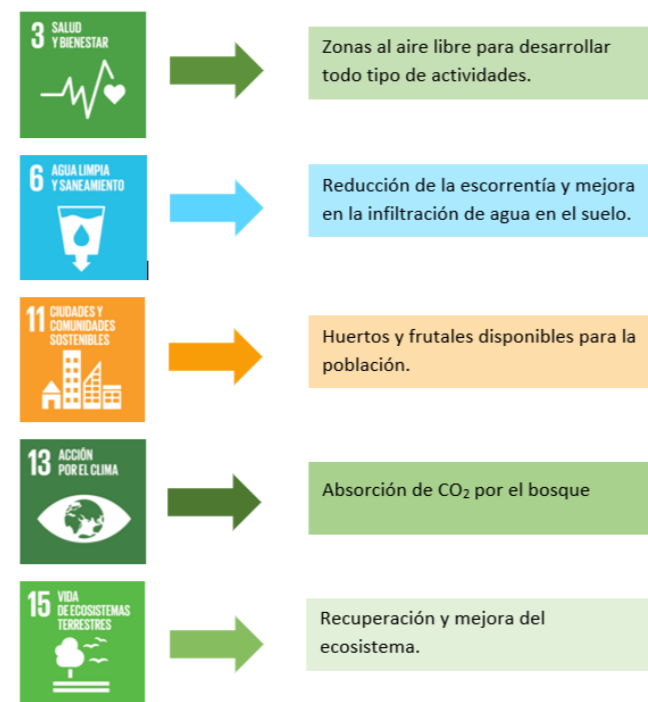 3 SALUD
Y BIENESTAR
Zonas al aire libre para desarrollar
todo tipo de actividades.
6 AGUA LIMPIA
Y SANEAMIENTO
Reducción de la escorrentía y mejora
en la infiltración de agua en el suelo.
11 CIUDADES Y
COMUNIDADES
SOSTENIBLES
Huertos y frutales disponibles para la
población.
13 ACCIÓN
POR EL CLIMA
Absorción de CO₂ por el bosque
15 VIDA
DE ECOSISTEMAS
TERRESTRES
Recuperación y mejora del
ecosistema.